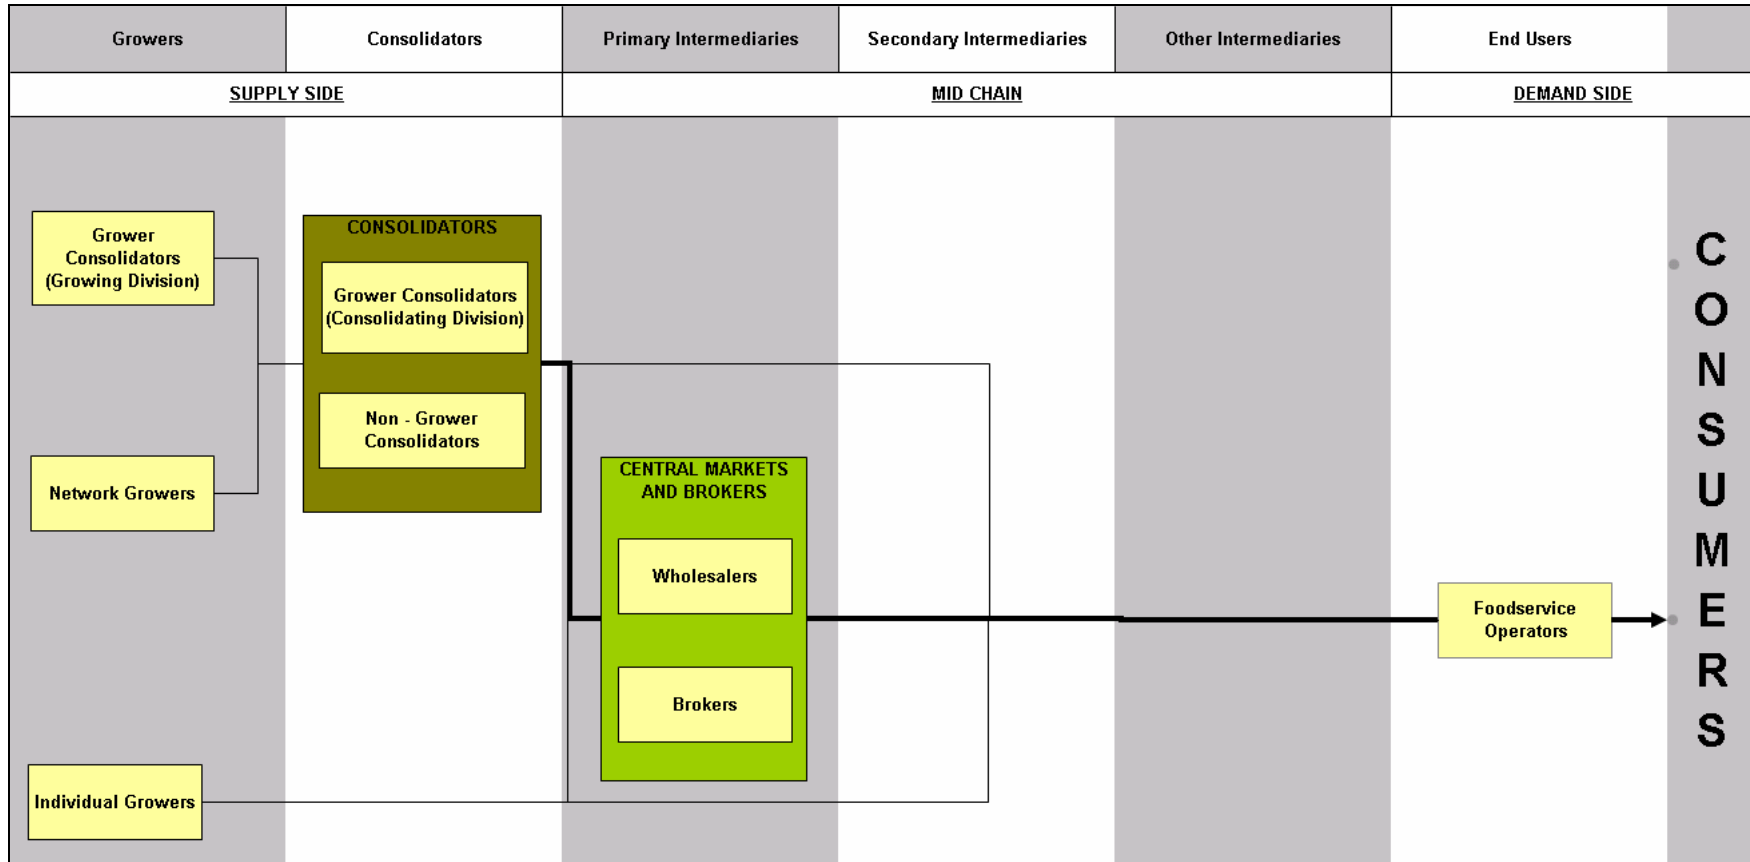 Growers
Consolidators
Primary Intermediaries
Secondary Intermediaries
Other Intermediaries
End Users
SUPPLY SIDE
MID CHAIN
DEMAND SIDE
Grower
Consolidators
(Growing Division)
CONSOLIDATORS
Grower Consolidators
(Consolidating Division)
Non - Grower
Consolidators
Network Growers
CENTRAL MARKETS
AND BROKERS
Wholesalers
Brokers
Individual Growers
Foodservice
Operators
CONSUMERS